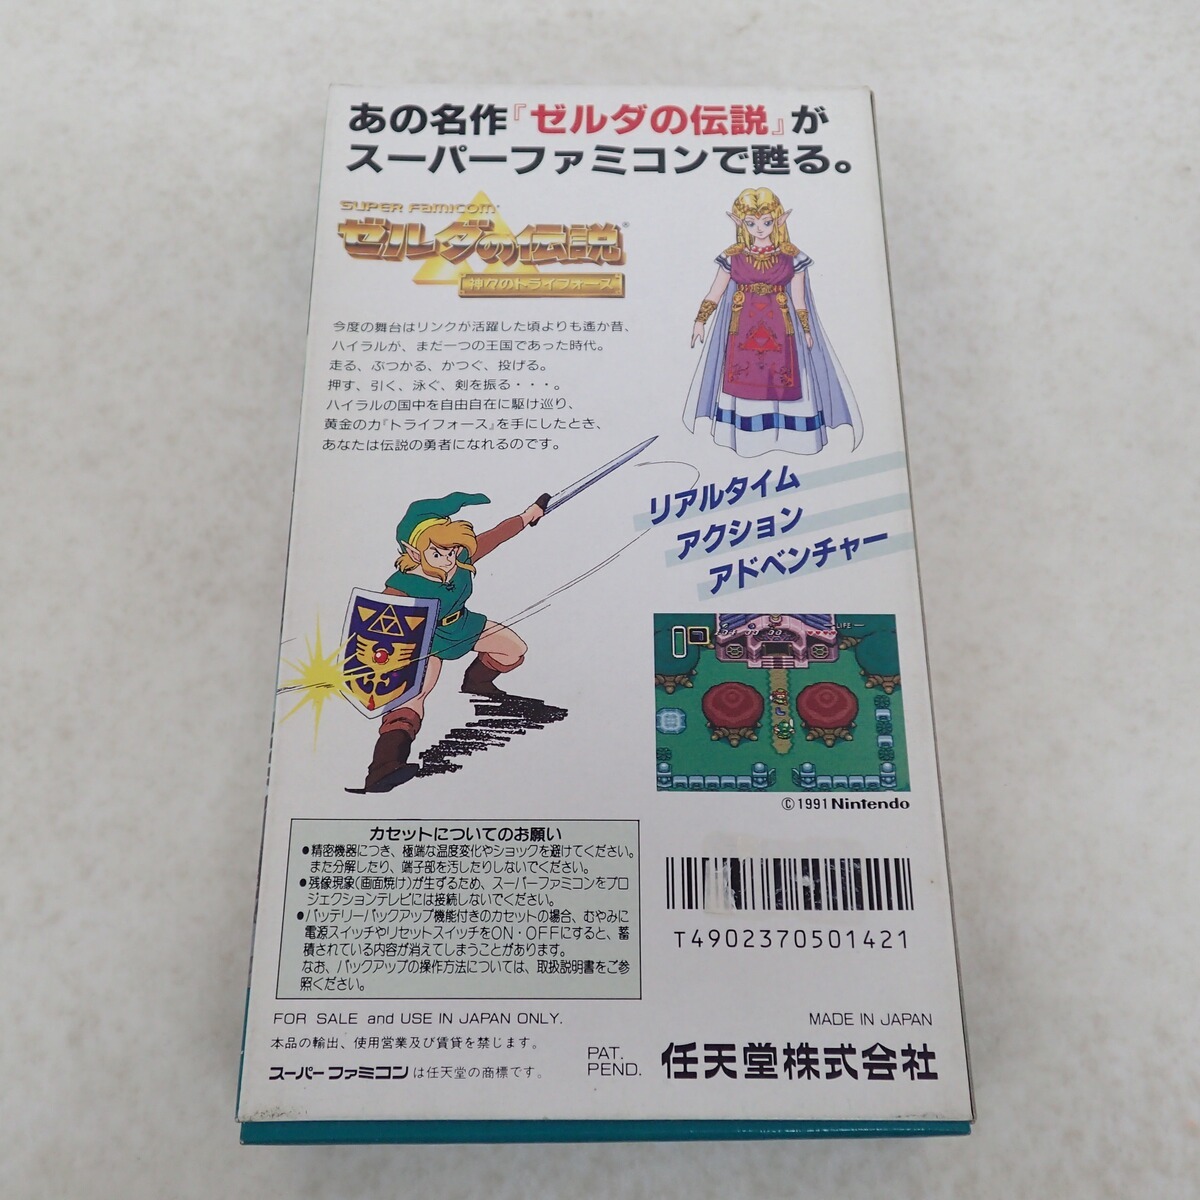 あの名作『ゼルダの伝説』が
スーパーファミコンで甦る。
SUPER FAMICOM
ゼルダの伝説®
神々のトライフォース
今度の舞台はリンクが活躍した頃よりも遙か昔、
ハイラルが、まだ一つの王国であった時代。
走る、ぶつかる、かつぐ、投げる。
押す、引く、泳ぐ、剣を振る・・・。
ハイラルの国中を自由自在に駆け巡り、
黄金の力『トライフォース』を手にしたとき、
あなたは伝説の勇者になれるのです。
リアルタイム
アクション
アドベンチャー
LIFE
©1991 Nintendo
カセットについてのお願い
●精密機器につき、極端な温度変化やショックを避けてください。
また分解したり、端子部を汚したりしないでください。
●残像現象(画面焼け)が生ずるため、スーパーファミコンをプロ
ジェクションテレビには接続しないでください。
●バッテリーバックアップ機能付きのカセットの場合、むやみに
電源スイッチやリセットスイッチをON・OFFにすると、蓄
積されている内容が消えてしまうことがあります。
なお、バックアップの操作方法については、取扱説明書をご参
照ください。
T4902370501421
FOR SALE and USE IN JAPAN ONLY.
本品の輸出、使用営業及び賃貸を禁じます。
スーパーファミコンは任天堂の商標です。
MADE IN JAPAN
PAT.
PEND.
任天堂株式会社